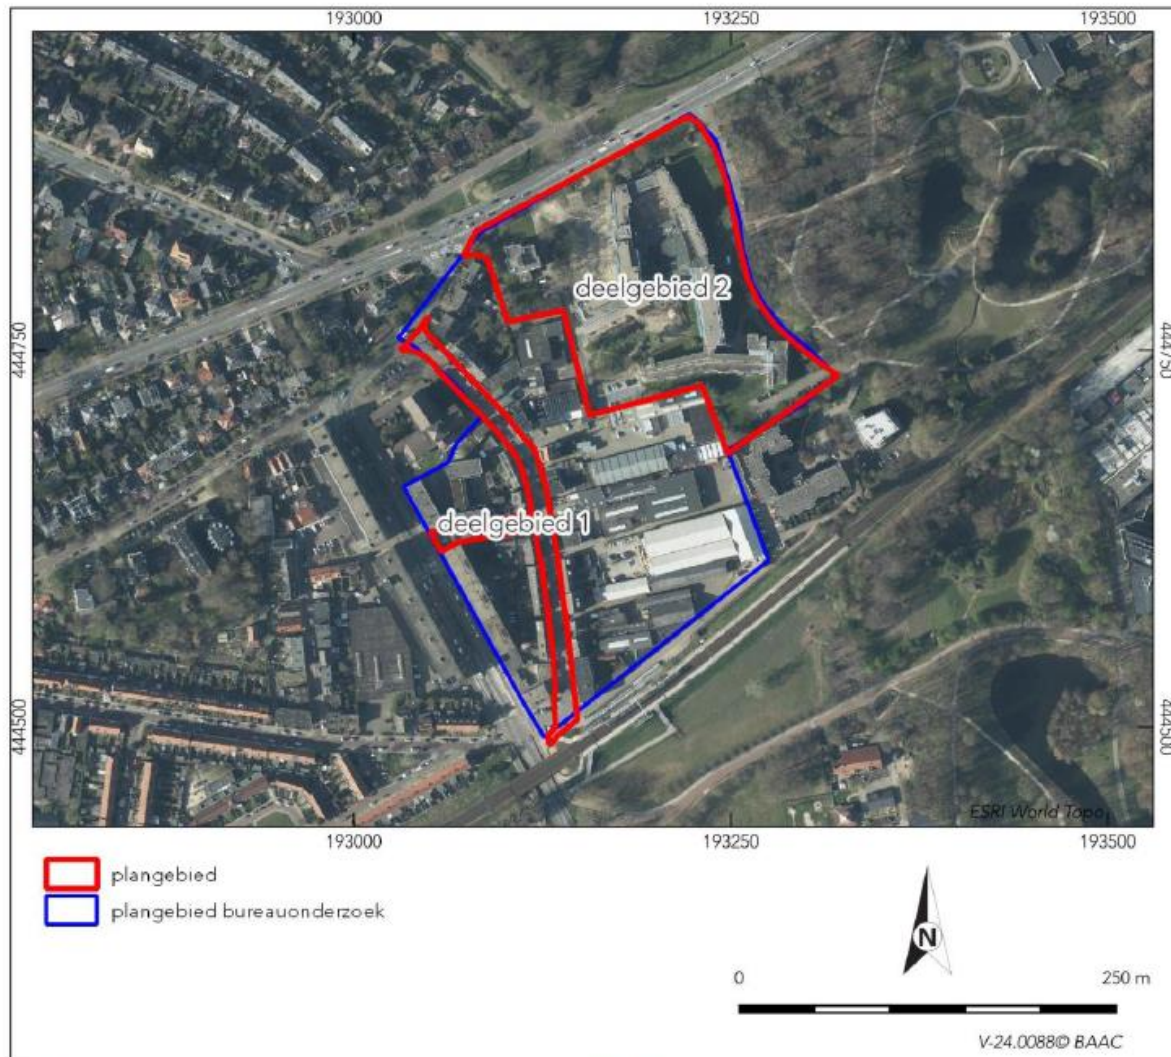 193000 193250 193500
deelgebied 2
444750 444750
deelgebied 1
444500 444500
ESRI World Topo
193000 193250 193500
plangebied
plangebied bureauonderzoek
N
0 250 m
V-24.0088© BAAC